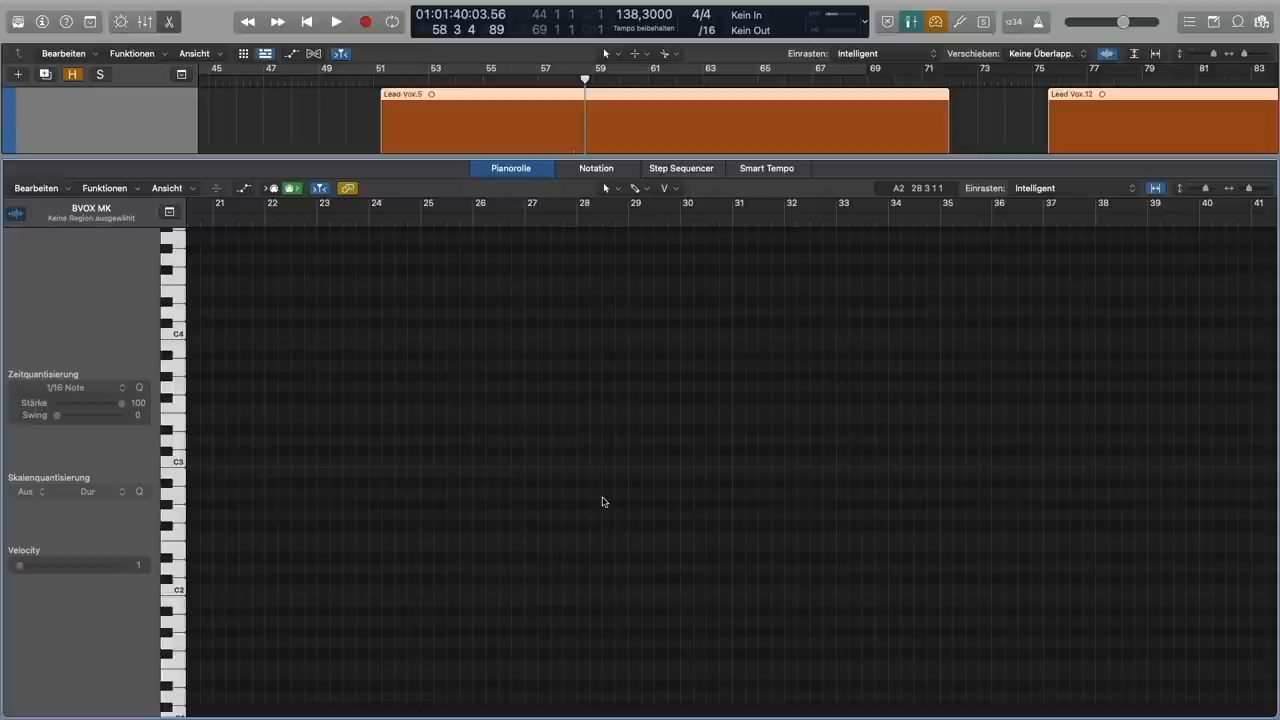 01:01:40:03.56 44 1 1 1 138,3000 4/4 Kein In
58 3 4 89 69 1 1 1 Tempo beibehalten /16 Kein Out
1234
Bearbeiten Funktionen Ansicht Einrasten: Intelligent Verschieben: Keine Überlapp.
H S 45 47 49 51 53 55 57 59 61 63 65 67 69 71 73 75 77 79 81 83
Lead Vox.5 Lead Vox.12
Pianorolle Notation Step Sequencer Smart Tempo
Bearbeiten Funktionen Ansicht V A2 28 3 1 1 Einrasten: Intelligent
BVOX MK
Keine Region ausgewählt
21 22 23 24 25 26 27 28 29 30 31 32 33 34 35 36 37 38 39 40 41
C4
Zeitquantisierung
1/16 Note Q
Stärke 100
Swing 0
C3
Skalenquantisierung
Aus Dur Q
Velocity
1
C2